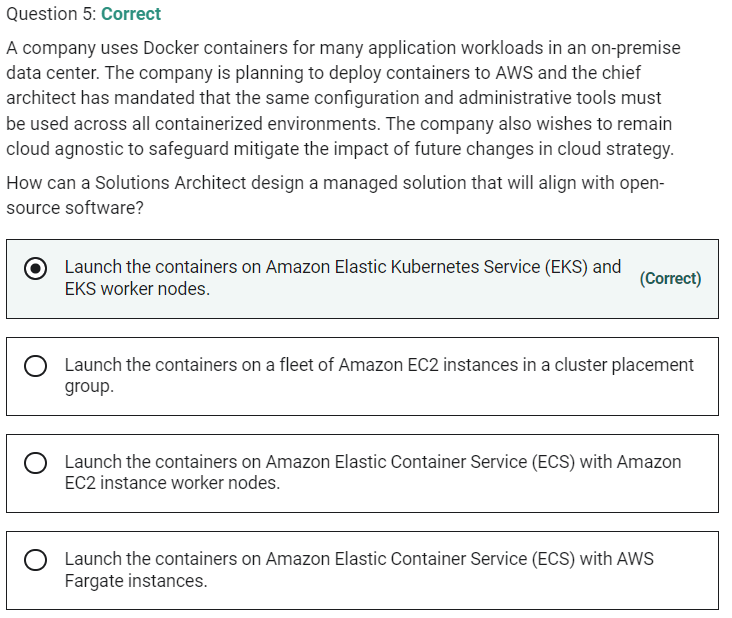 Question 5: Correct
A company uses Docker containers for many application workloads in an on-premise
data center. The company is planning to deploy containers to AWS and the chief
architect has mandated that the same configuration and administrative tools must
be used across all containerized environments. The company also wishes to remain
cloud agnostic to safeguard mitigate the impact of future changes in cloud strategy.
How can a Solutions Architect design a managed solution that will align with open-
source software?
Launch the containers on Amazon Elastic Kubernetes Service (EKS) and
EKS worker nodes.
(Correct)
Launch the containers on a fleet of Amazon EC2 instances in a cluster placement
group.
Launch the containers on Amazon Elastic Container Service (ECS) with Amazon
EC2 instance worker nodes.
Launch the containers on Amazon Elastic Container Service (ECS) with AWS
Fargate instances.